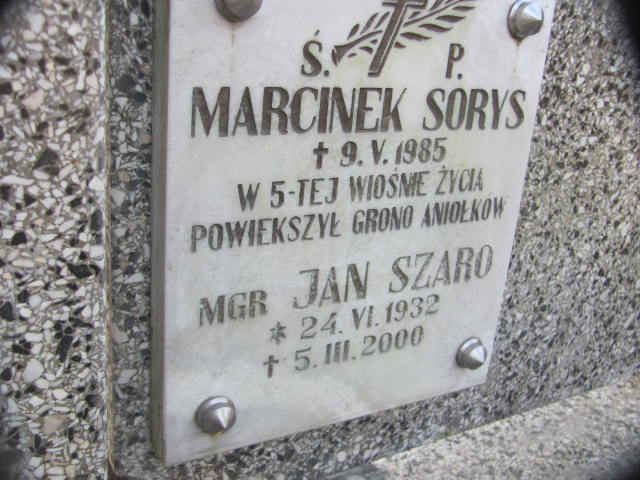 Ś. P.
MARCINEK SORYS
† 9.V.1985
W 5-TEJ WIOŚNIE ŻYCIA
POWIEKSZYŁ GRONO ANIOŁKÓW
MGR JAN SZARO
* 24.VI.1932
† 5.III.2000